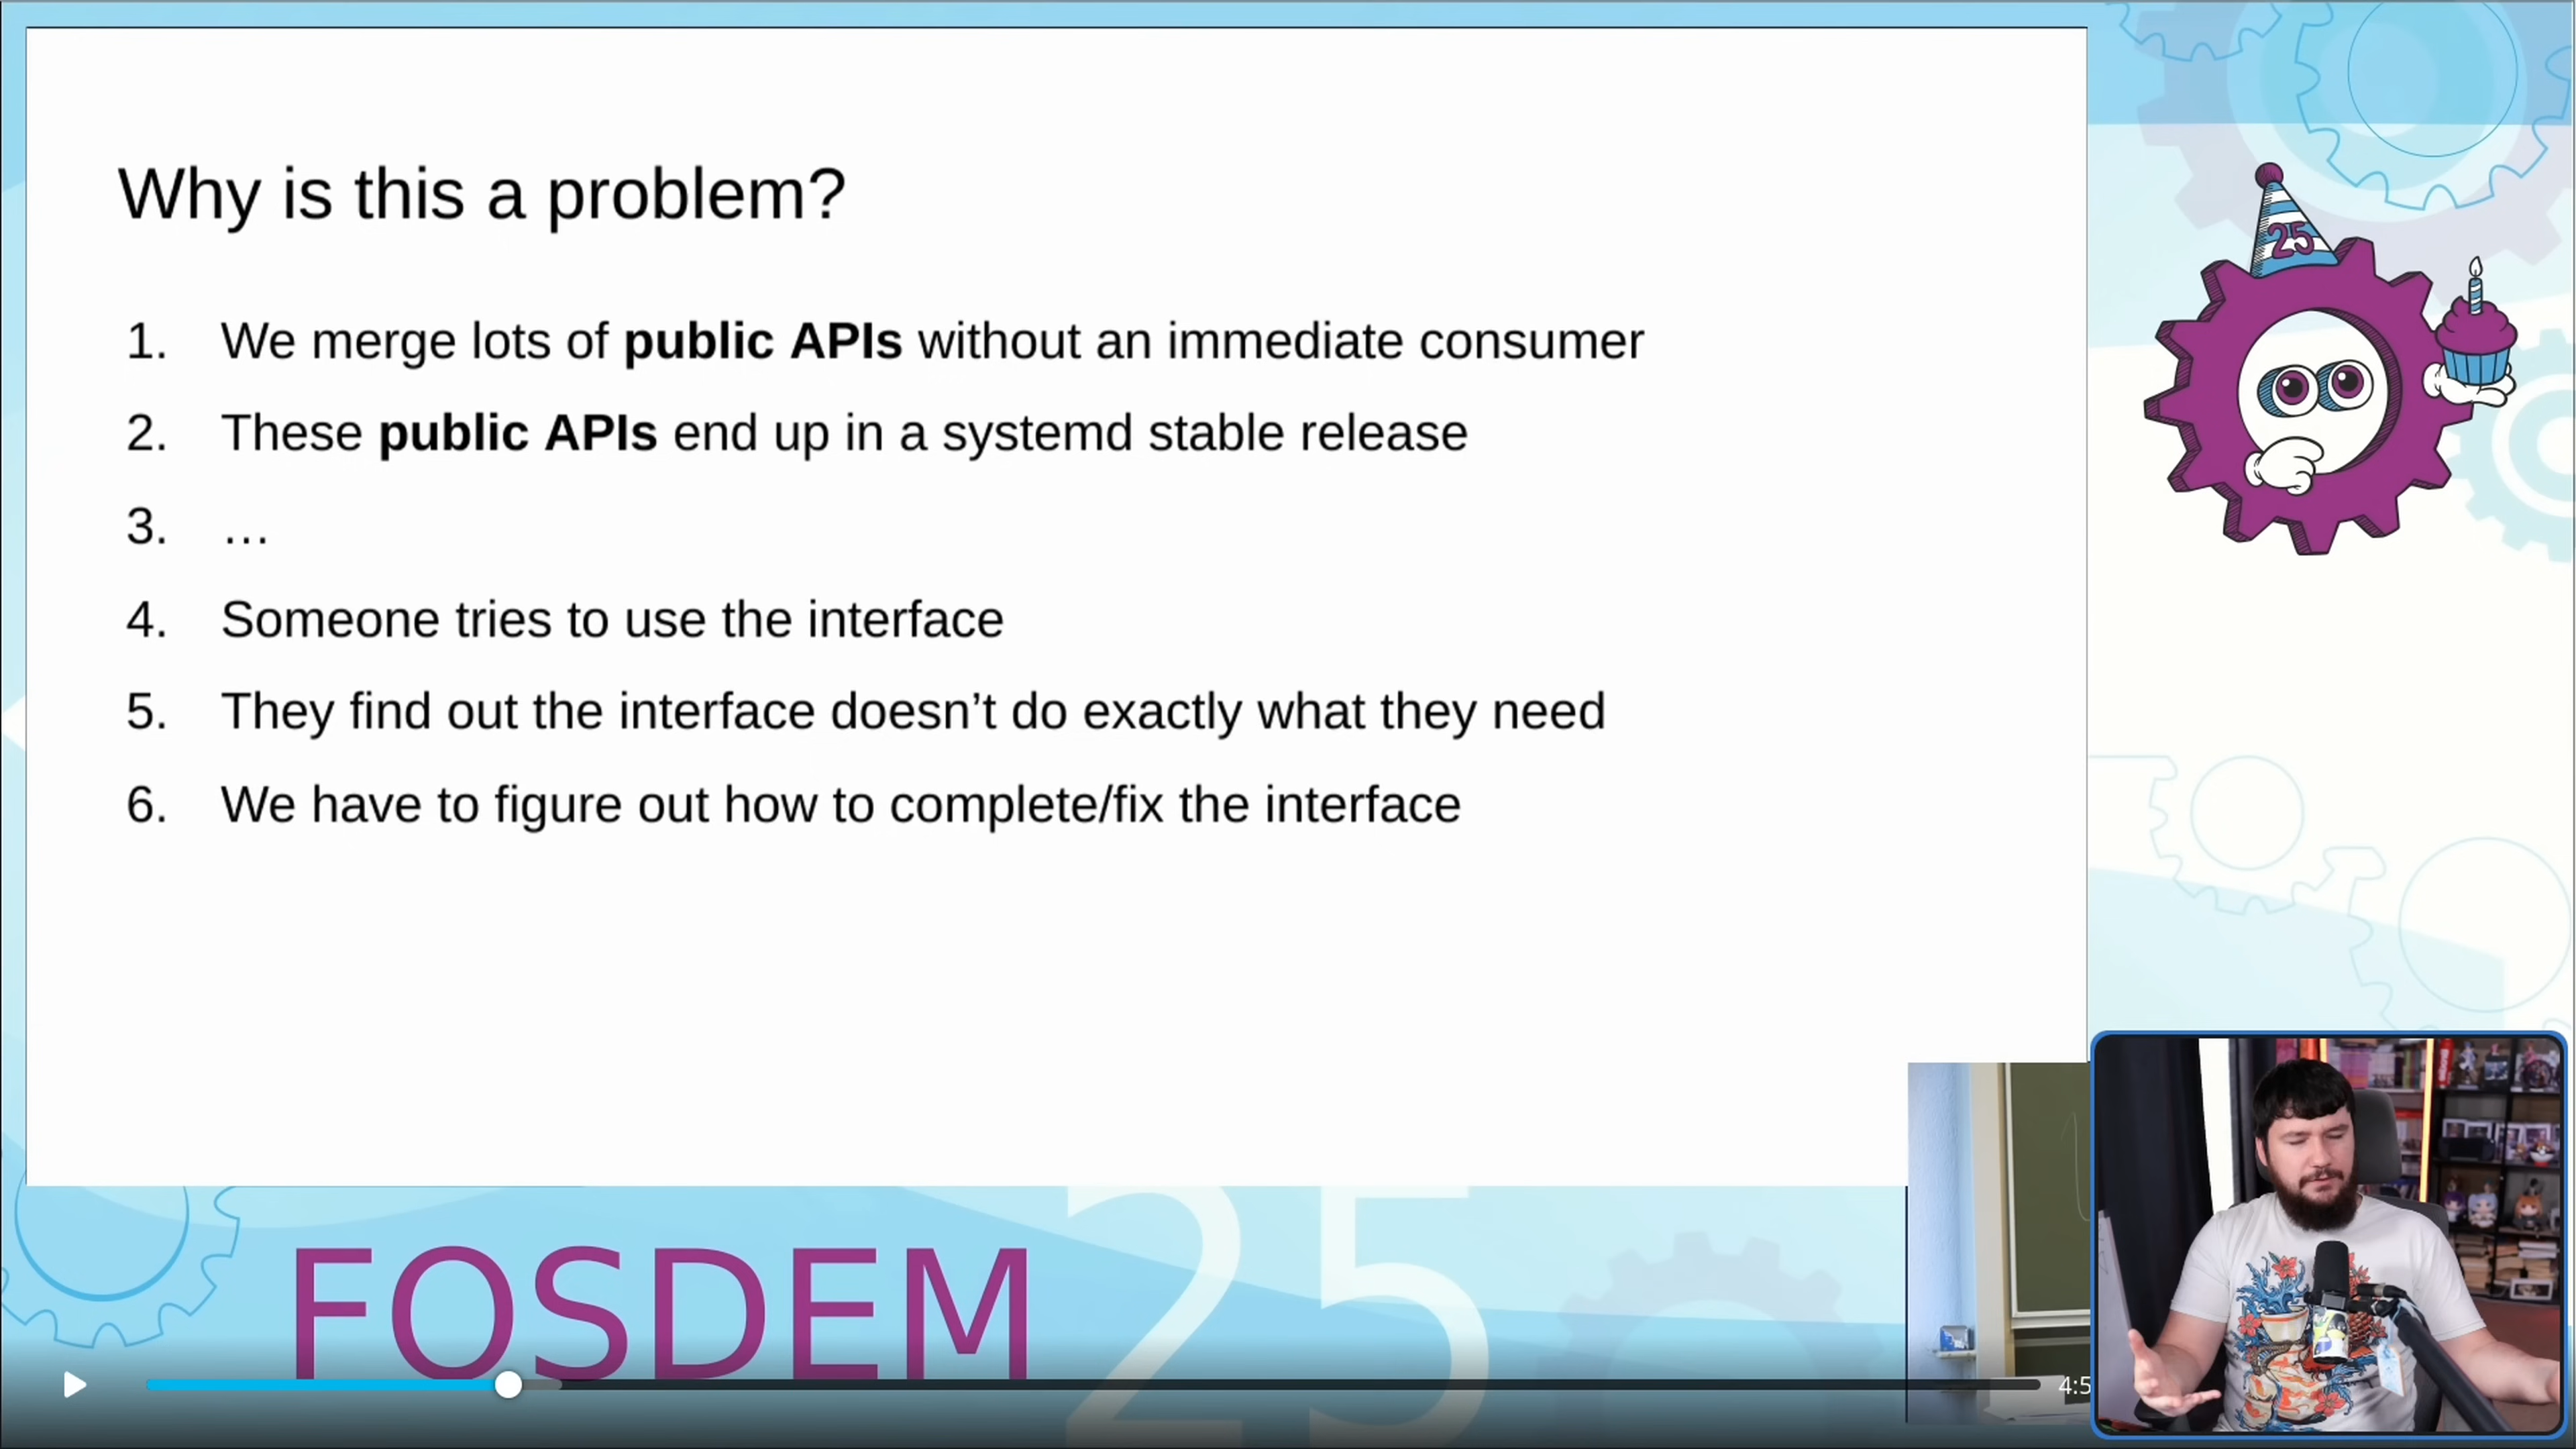 Why is this a problem?
1. We merge lots of public APIs without an immediate consumer
2. These public APIs end up in a systemd stable release
3. …
4. Someone tries to use the interface
5. They find out the interface doesn’t do exactly what they need
6. We have to figure out how to complete/fix the interface
25
FOSDEM 25
4:5